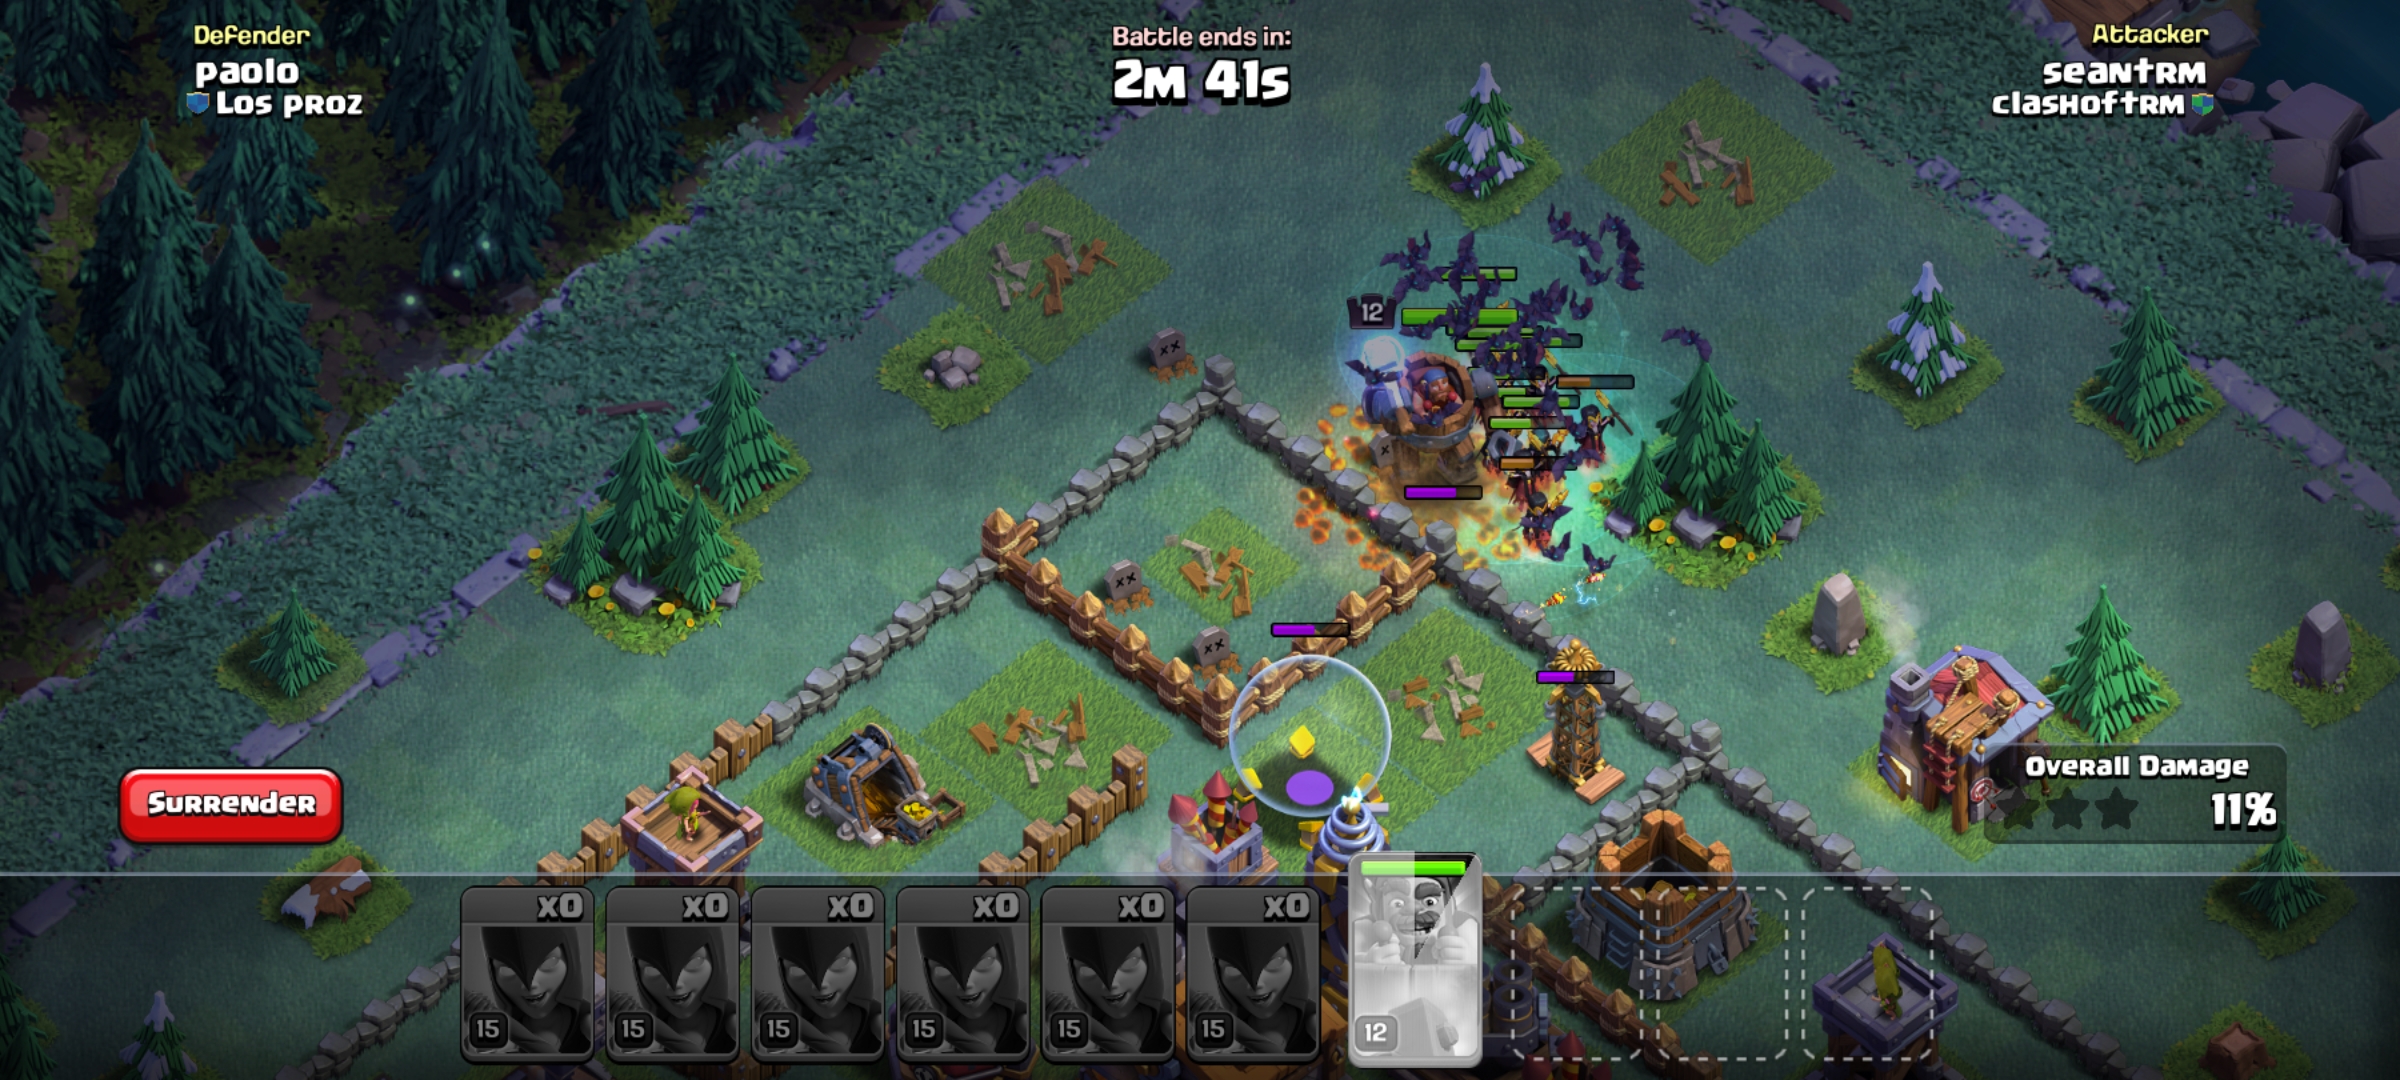 Defender
paolo
Los proz
Battle ends in:
2m 41s
Attacker
seantrm
clashoftrm
12
Surrender
Overall Damage
11%
x0
x0
x0
x0
x0
x0
15
15
15
15
15
15
12